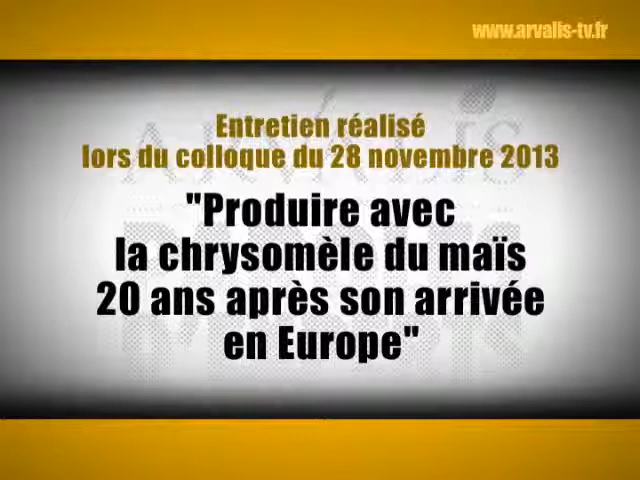 www.arvalis-tv.fr
Entretien réalisé
lors du colloque du 28 novembre 2013
"Produire avec
la chrysomèle du maïs
20 ans après son arrivée
en Europe"